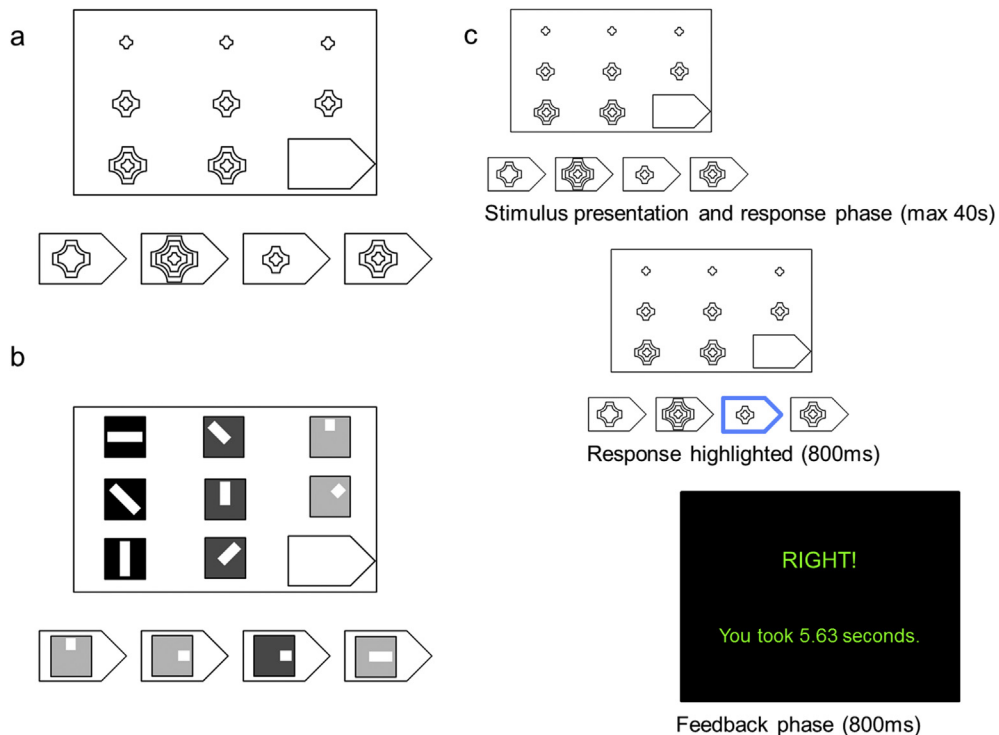 a
c
Stimulus presentation and response phase (max 40s)
b
Response highlighted (800ms)
RIGHT!
You took 5.63 seconds.
Feedback phase (800ms)